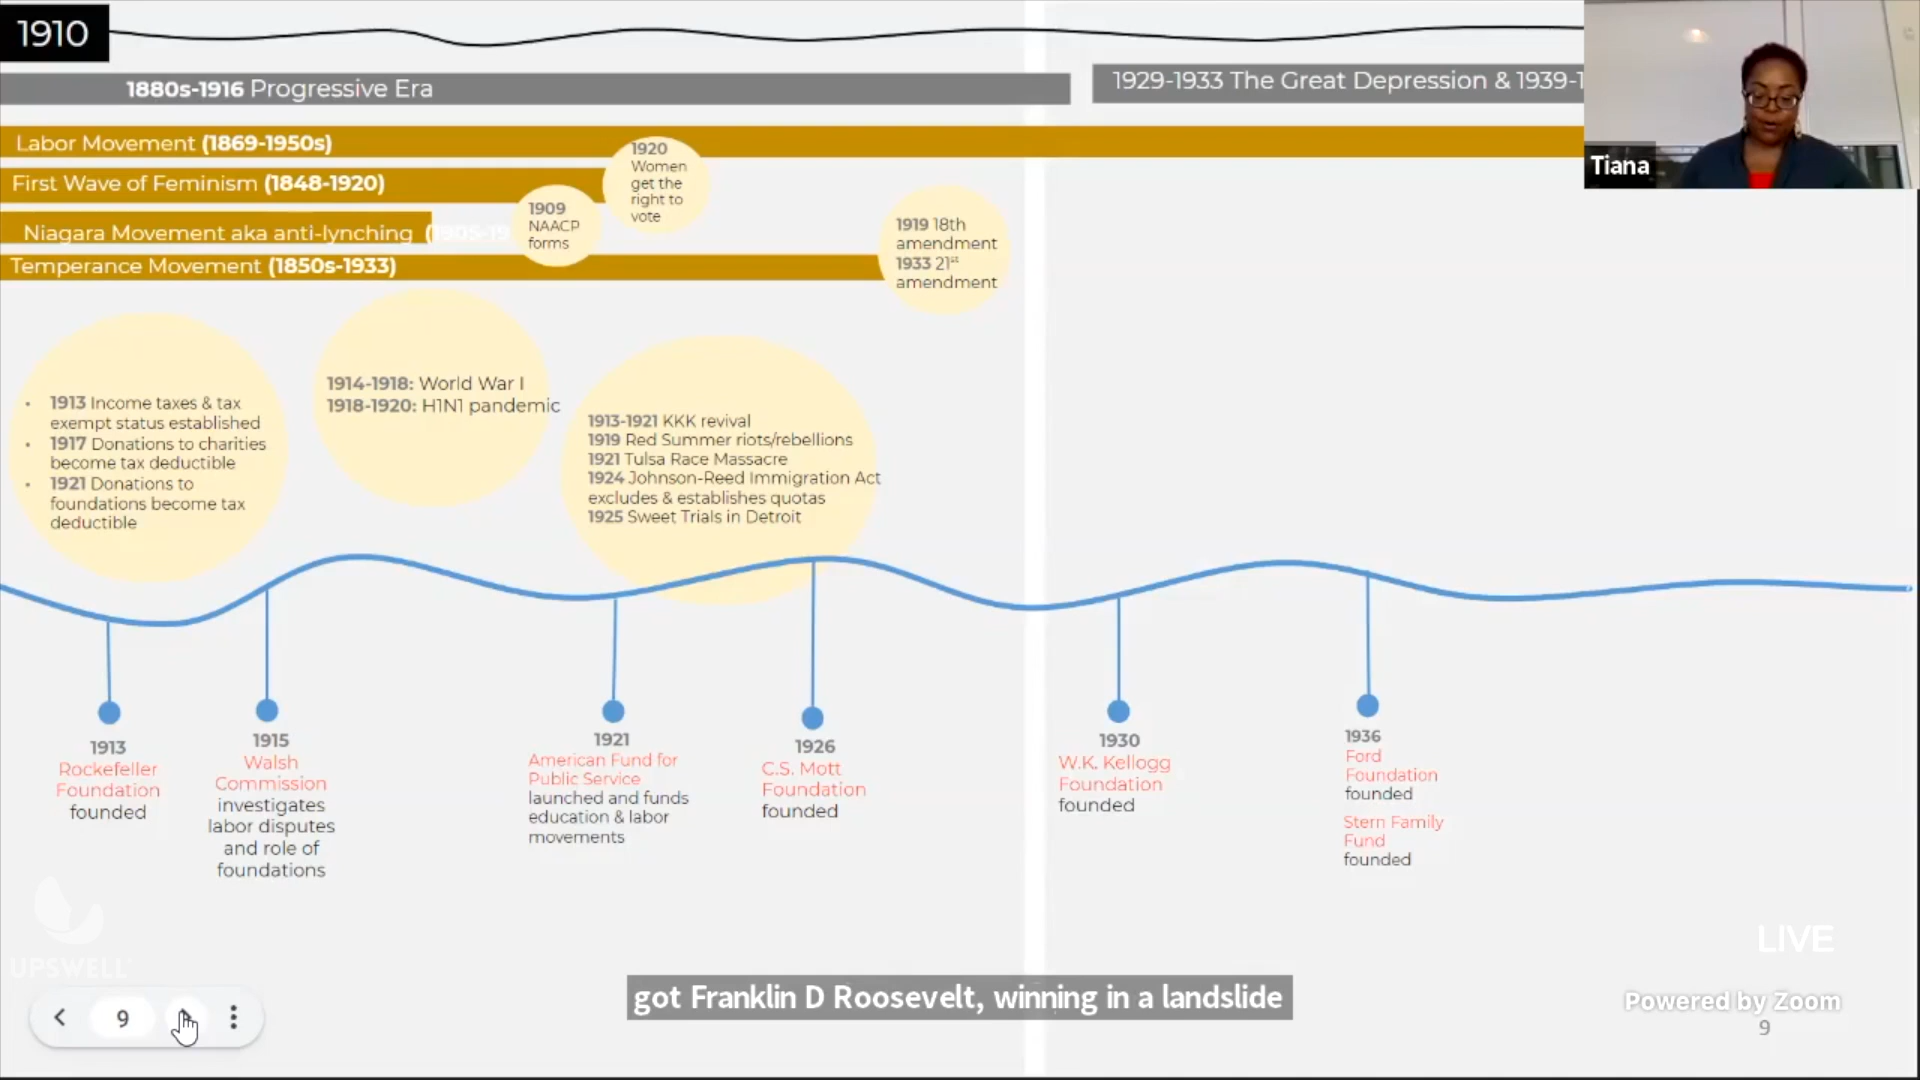 1910
1880s-1916 Progressive Era
1929-1933 The Great Depression & 1939-1
Tiana
Labor Movement (1869-1950s)
First Wave of Feminism (1848-1920)
Niagara Movement aka anti-lynching (1905-19
Temperance Movement (1850s-1933)
1920
Women
get the
right to
vote
1909
NAACP
forms
1919 18th
amendment
1933 21st
amendment
• 1913 Income taxes & tax
exempt status established
• 1917 Donations to charities
become tax deductible
• 1921 Donations to
foundations become tax
deductible
1914-1918: World War I
1918-1920: H1N1 pandemic
1913-1921 KKK revival
1919 Red Summer riots/rebellions
1921 Tulsa Race Massacre
1924 Johnson-Reed Immigration Act
excludes & establishes quotas
1925 Sweet Trials in Detroit
1913
Rockefeller
Foundation
founded
1915
Walsh
Commission
investigates
labor disputes
and role of
foundations
1921
American Fund for
Public Service
launched and funds
education & labor
movements
1926
C.S. Mott
Foundation
founded
1930
W.K. Kellogg
Foundation
founded
1936
Ford
Foundation
founded
Stern Family
Fund
founded
UPSWELL
LIVE
got Franklin D Roosevelt, winning in a landslide
Powered by Zoom
9
9